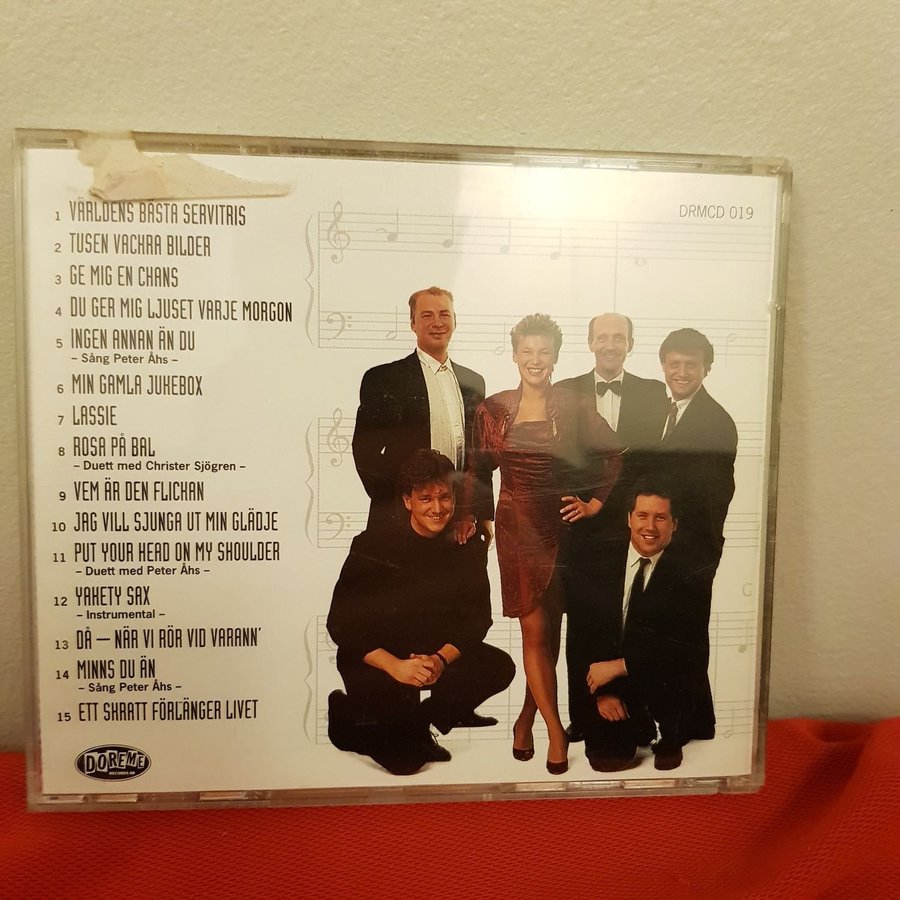 DRMCD 019
1 VÄRLDENS BÄSTA SERVITRIS
2 TUSEN VACKRA BILDER
3 GE MIG EN CHANS
4 DU GER MIG LJUSET VARJE MORGON
5 INGEN ANNAN ÄN DU
– Sång Peter Åhs –
6 MIN GAMLA JUKEBOX
7 LASSIE
8 ROSA PÅ BAL
– Duett med Christer Sjögren –
9 VEM ÄR DEN FLICKAN
10 JAG VILL SJUNGA UT MIN GLÄDJE
11 PUT YOUR HEAD ON MY SHOULDER
– Duett med Peter Åhs –
12 YAKETY SAX
– Instrumental –
13 DÅ — NÄR VI RÖR VID VARANN'
14 MINNS DU ÄN
– Sång Peter Åhs –
15 ETT SKRATT FÖRLÄNGER LIVET
G
DOREME
RECORDS AB